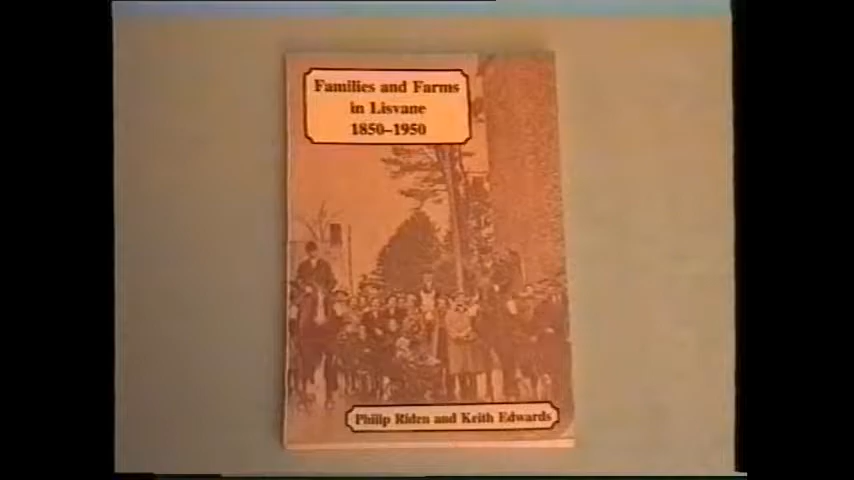 Families and Farms
in Lisvane
1850–1950
Philip Riden and Keith Edwards